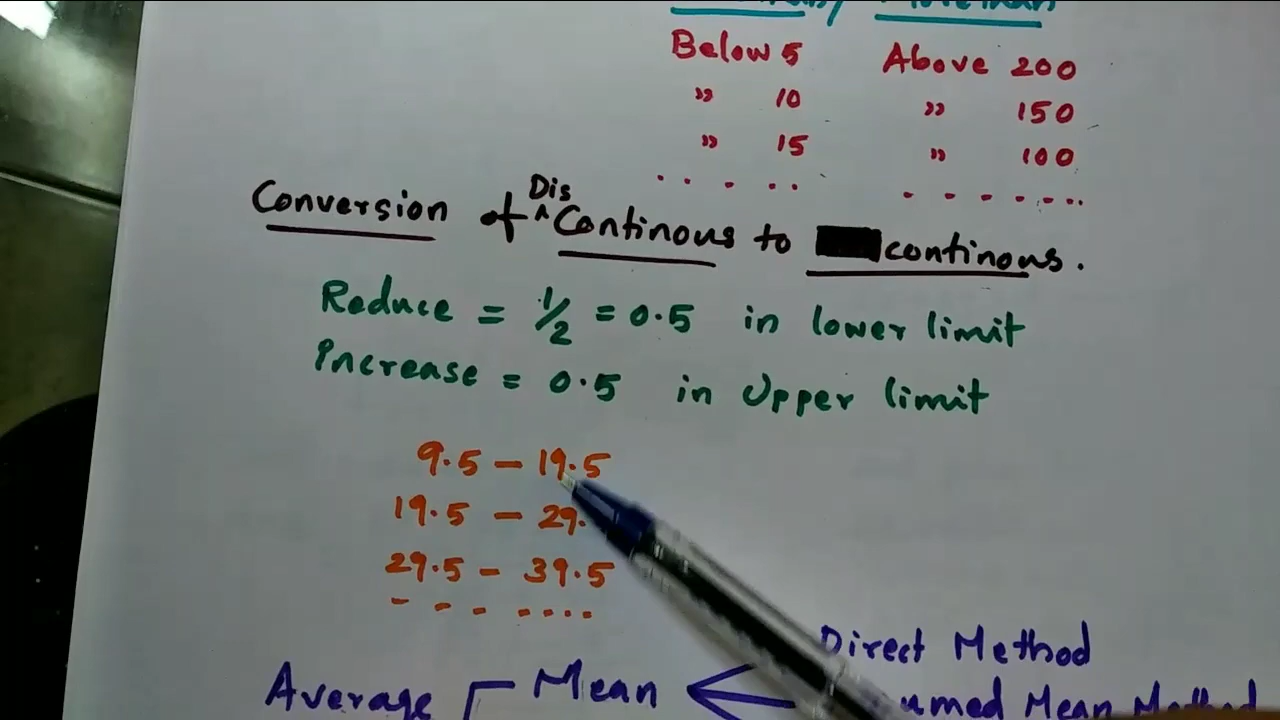 Below 5 Above 200
" 10 " 150
" 15 " 100
. . . . . . . . . . .
Conversion of ^Dis Continous to continous.
Reduce = 1/2 = 0.5 in lower limit
Increase = 0.5 in Upper limit
9.5 - 19.5
19.5 - 29.
29.5 - 39.5
- - - . . . .
Direct Method
Average Mean
Mean Method